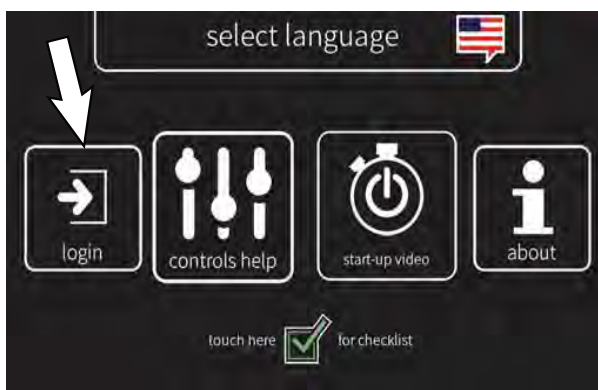 select language
login
controls help
start-up video
about
touch here for checklist